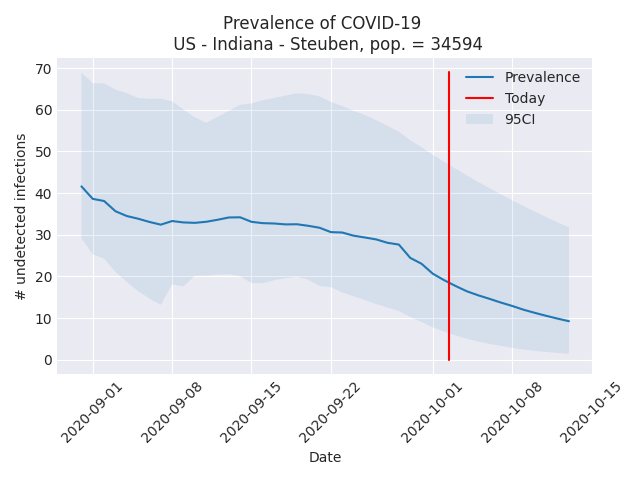 Prevalence of COVID-19
US - Indiana - Steuben, pop. = 34594
70
60
50
40
30
20
10
0
# undetected infections
Prevalence
Today
95CI
2020-09-01
2020-09-08
2020-09-15
2020-09-22
2020-10-01
2020-10-08
2020-10-15
Date